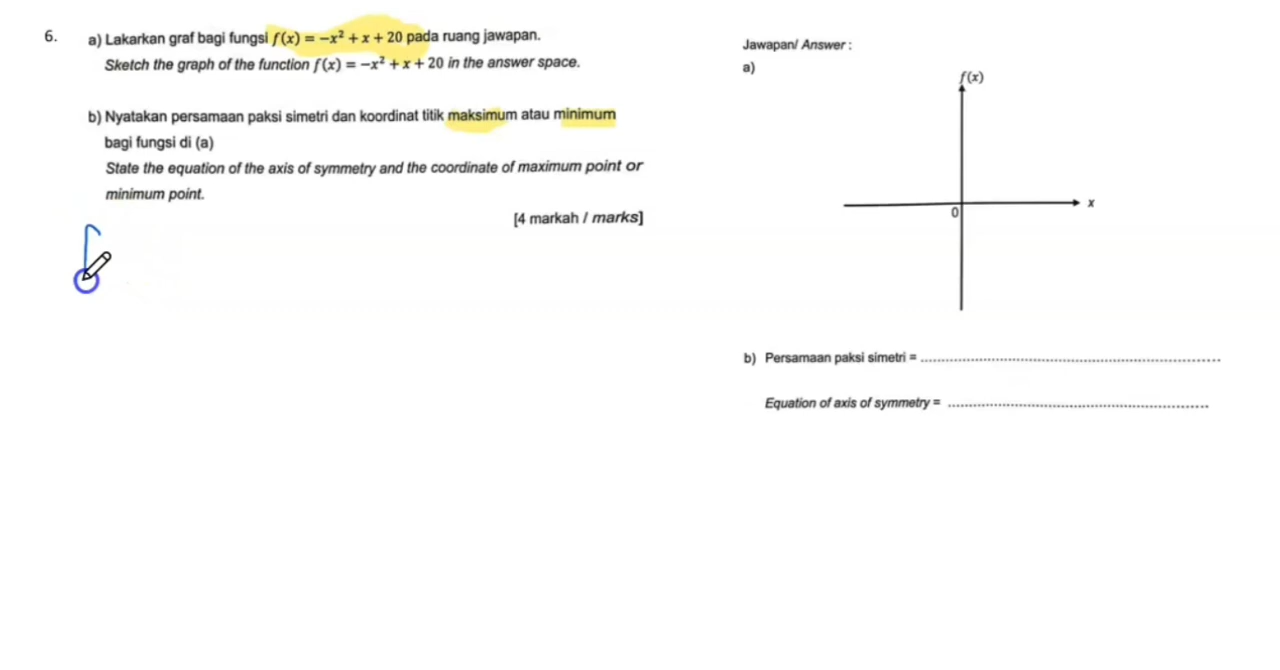 6. a) Lakarkan graf bagi fungsi f(x) = −x² + x + 20 pada ruang jawapan.
Sketch the graph of the function f(x) = −x² + x + 20 in the answer space.
b) Nyatakan persamaan paksi simetri dan koordinat titik maksimum atau minimum
bagi fungsi di (a)
State the equation of the axis of symmetry and the coordinate of maximum point or
minimum point.
[4 markah / marks]
Jawapan/ Answer :
a)
f(x)
x
0
b) Persamaan paksi simetri = ................................................................
Equation of axis of symmetry = ................................................................